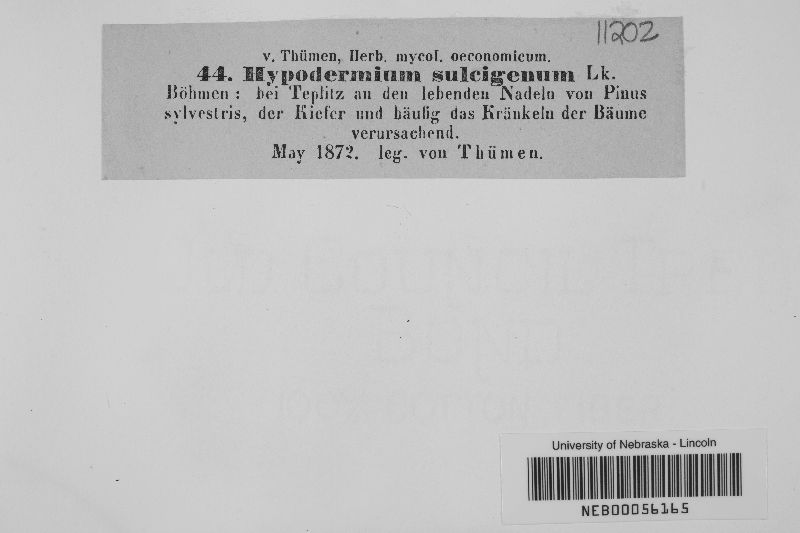 11202
v. Thümen, Herb. mycol. oeconomicum.
44. Hypodermium sulcigenum Lk.
Böhmen: bei Teplitz an den lebenden Nadeln von Pinus
sylvestris, der Kiefer und häufig das Kränkeln der Bäume
verursachend.
May 1872. leg. von Thümen.
University of Nebraska - Lincoln
NEB00056165